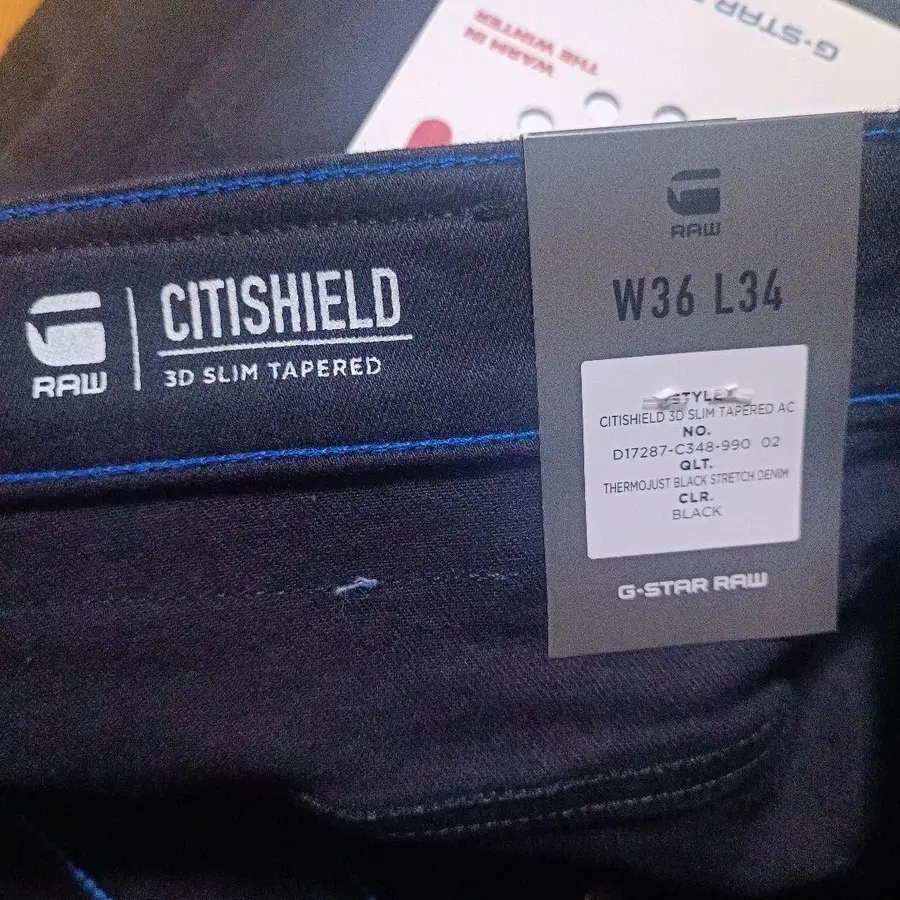 G-STAR
WARM IN
THE WINTER
RAW
CITISHIELD
3D SLIM TAPERED
RAW
W36 L34
STYLE
CITISHIELD 3D SLIM TAPERED AC
NO.
D17287-C348-990 02
QLT.
THERMOJUST BLACK STRETCH DENIM
CLR.
BLACK
G-STAR RAW